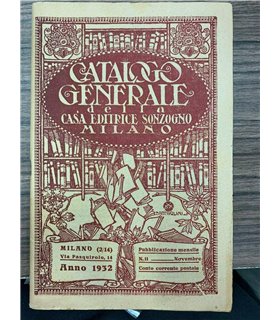 CATALOGO
GENERALE
della
CASA EDITRICE SONZOGNO
MILANO
MILANO (2/14)
Via Pasquirolo, 14
Anno 1932
Pubblicazione mensile
N. 11 Novembre
Conto corrente postale